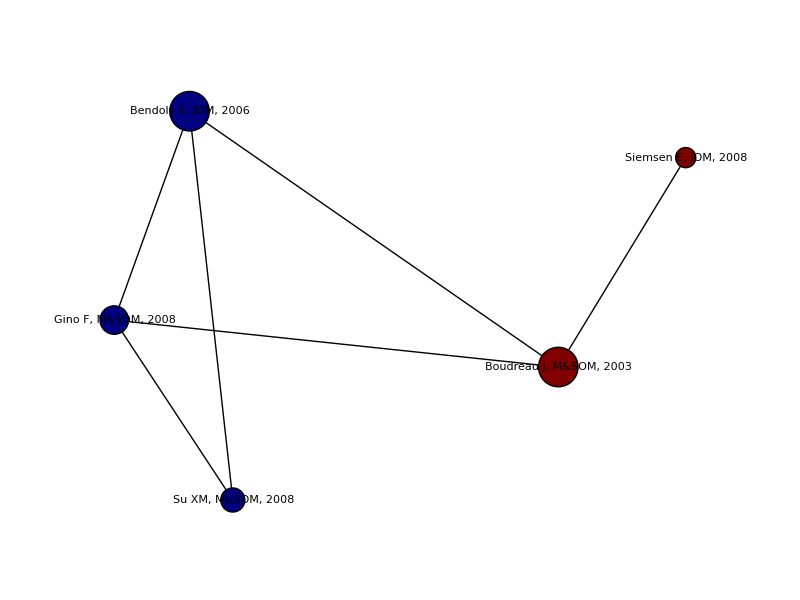 Bendoly E, JOM, 2006
Siemsen E, JOM, 2008
Gino F, M&SOM, 2008
Boudreau J, M&SOM, 2003
Su XM, M&SOM, 2008